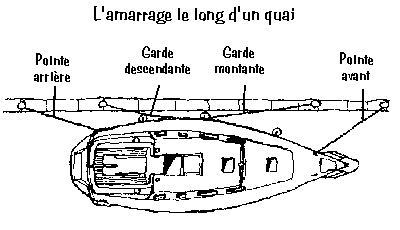 L'amarrage le long d'un quai
Pointe
arrière
Garde
descendante
Garde
montante
Pointe
avant